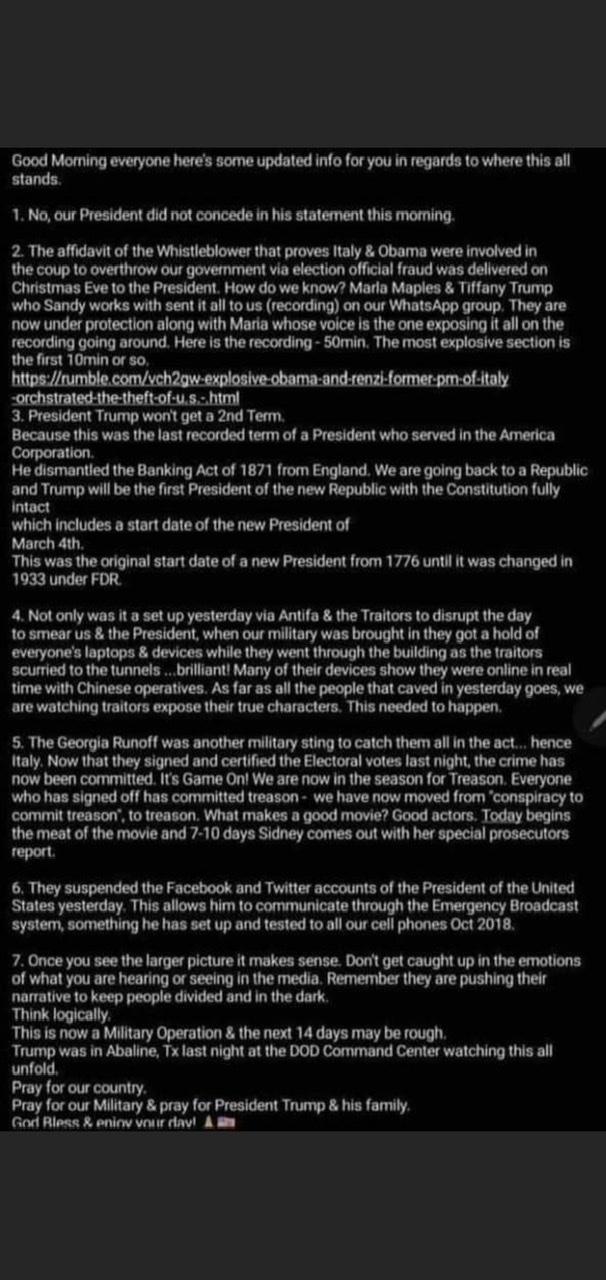 Good Morning everyone here's some updated info for you in regards to where this all
stands.
1. No, our President did not concede in his statement this morning.
2. The affidavit of the Whistleblower that proves Italy & Obama were involved in
the coup to overthrow our government via election official fraud was delivered on
Christmas Eve to the President. How do we know? Marla Maples & Tiffany Trump
who Sandy works with sent it all to us (recording) on our WhatsApp group. They are
now under protection along with Maria whose voice is the one exposing it all on the
recording going around. Here is the recording - 50min. The most explosive section is
the first 10min or so.
https://rumble.com/vch2gw-explosive-obama-and-renzi-former-pm-of-italy
-orchstrated-the-theft-of-u.s.-.html
3. President Trump won't get a 2nd Term.
Because this was the last recorded term of a President who served in the America
Corporation.
He dismantled the Banking Act of 1871 from England. We are going back to a Republic
and Trump will be the first President of the new Republic with the Constitution fully
intact
which includes a start date of the new President of
March 4th.
This was the original start date of a new President from 1776 until it was changed in
1933 under FDR.
4. Not only was it a set up yesterday via Antifa & the Traitors to disrupt the day
to smear us & the President, when our military was brought in they got a hold of
everyone's laptops & devices while they went through the building as the traitors
scurried to the tunnels ...brilliant! Many of their devices show they were online in real
time with Chinese operatives. As far as all the people that caved in yesterday goes, we
are watching traitors expose their true characters. This needed to happen.
5. The Georgia Runoff was another military sting to catch them all in the act... hence
Italy. Now that they signed and certified the Electoral votes last night, the crime has
now been committed. It's Game On! We are now in the season for Treason. Everyone
who has signed off has committed treason - we have now moved from "conspiracy to
commit treason", to treason. What makes a good movie? Good actors. Today begins
the meat of the movie and 7-10 days Sidney comes out with her special prosecutors
report.
6. They suspended the Facebook and Twitter accounts of the President of the United
States yesterday. This allows him to communicate through the Emergency Broadcast
system, something he has set up and tested to all our cell phones Oct 2018.
7. Once you see the larger picture it makes sense. Don't get caught up in the emotions
of what you are hearing or seeing in the media. Remember they are pushing their
narrative to keep people divided and in the dark.
Think logically.
This is now a Military Operation & the next 14 days may be rough.
Trump was in Abaline, Tx last night at the DOD Command Center watching this all
unfold.
Pray for our country.
Pray for our Military & pray for President Trump & his family.
God Bless & enjoy your day! 🙏🇺🇸